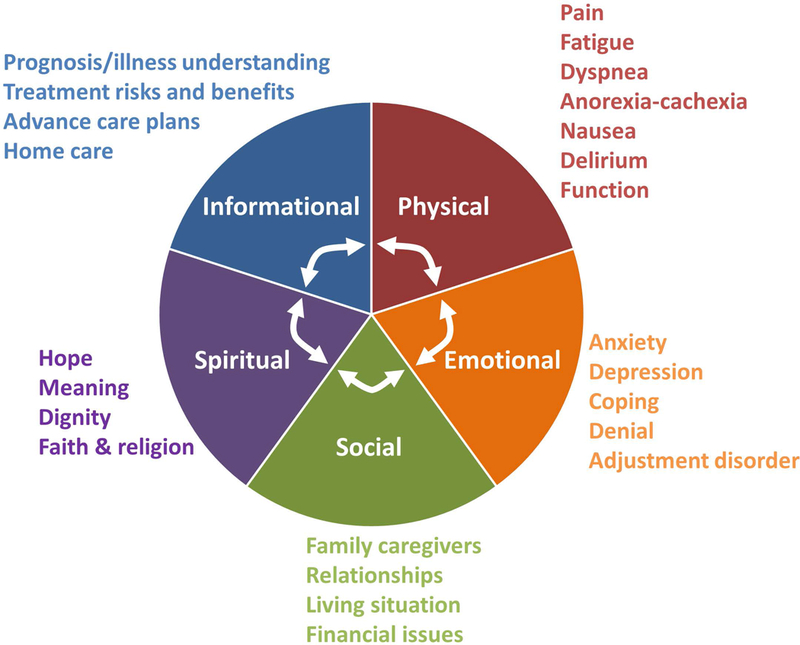 Pain
Fatigue
Dyspnea
Anorexia-cachexia
Nausea
Delirium
Function
Prognosis/illness understanding
Treatment risks and benefits
Advance care plans
Home care
Informational
Physical
Spiritual
Emotional
Social
Hope
Meaning
Dignity
Faith & religion
Anxiety
Depression
Coping
Denial
Adjustment disorder
Family caregivers
Relationships
Living situation
Financial issues